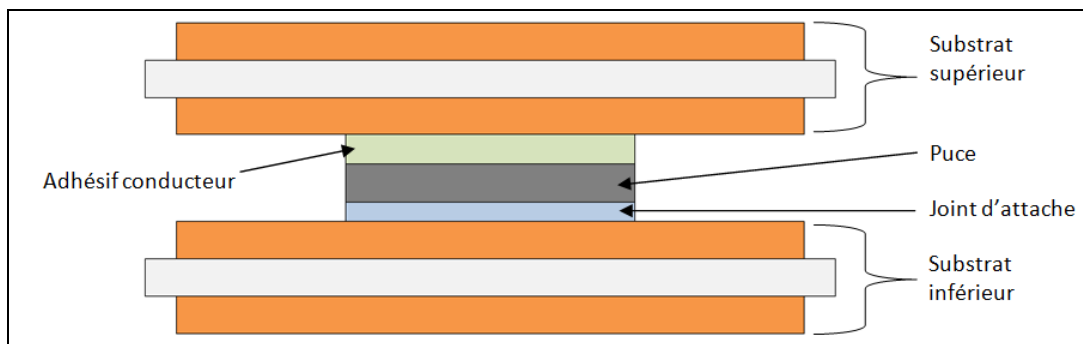 Substrat
supérieur
Adhésif conducteur
Puce
Joint d'attache
Substrat
inférieur